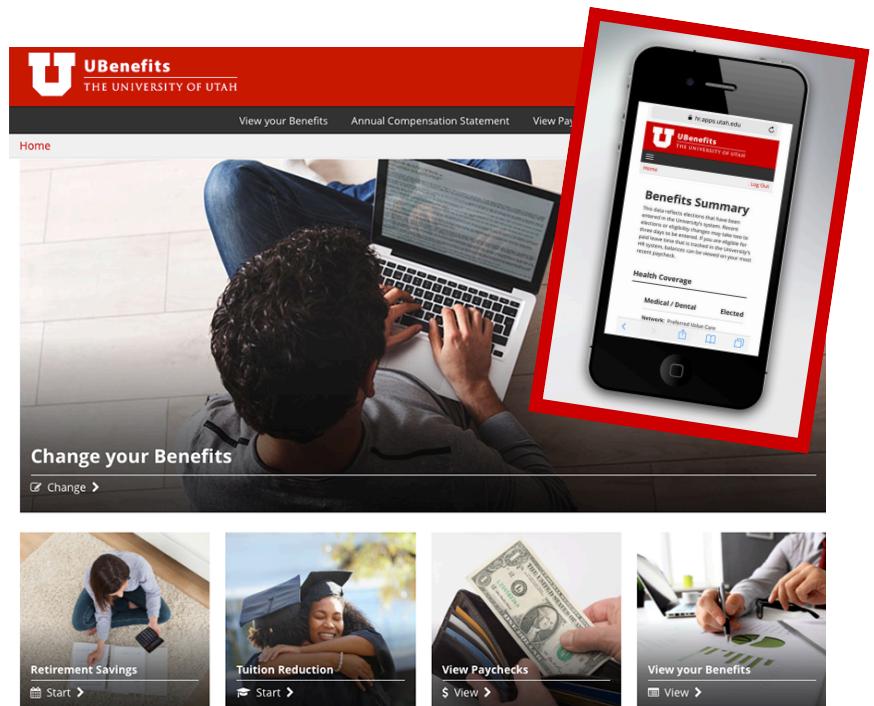 UBenefits
THE UNIVERSITY OF UTAH
View your Benefits
Annual Compensation Statement
View Pay
Home
Change your Benefits
Change
Retirement Savings
Start
Tuition Reduction
Start
View Paychecks
$ View
View your Benefits
View
hr.apps.utah.edu
UBenefits
THE UNIVERSITY OF UTAH
Home
Log Out
Benefits Summary
This data reflects elections that have been
entered in the University's system. Recent
elections or eligibility changes may take two to
three days to be entered. If you are eligible for
paid leave time that is tracked in the University's
HR system, balances can be viewed on your most
recent paycheck.
Health Coverage
Medical / Dental
Elected
Network: Preferred Value Care